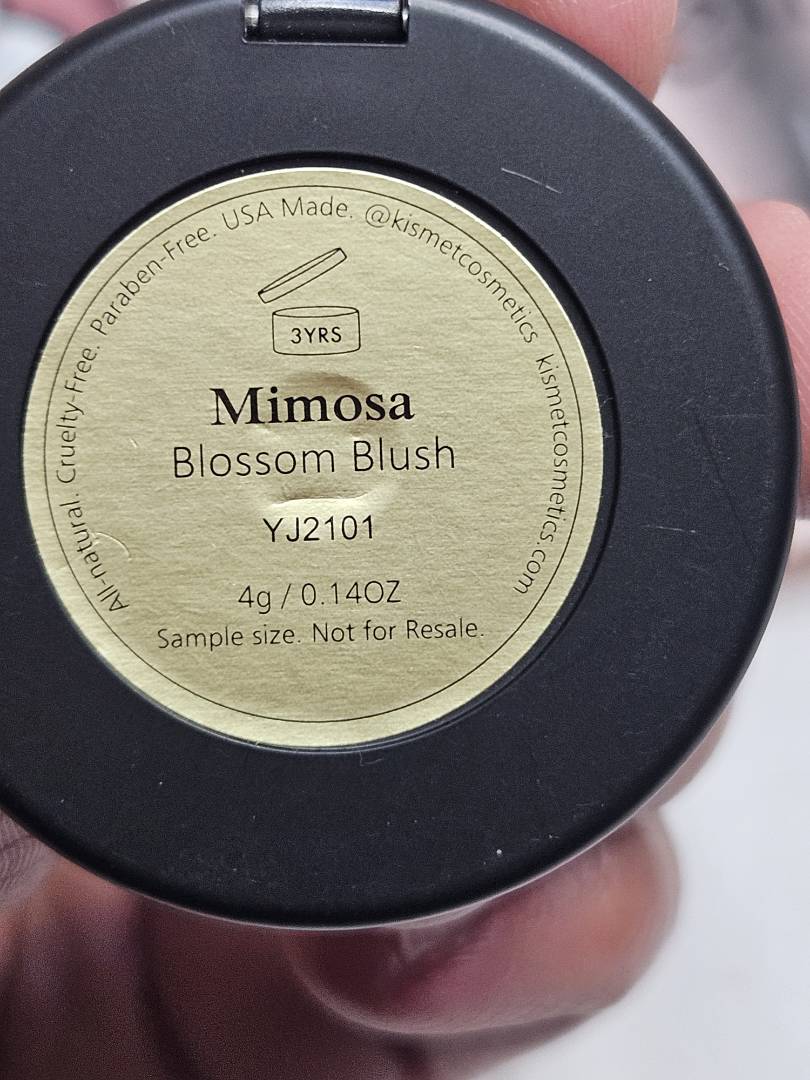 All-natural. Cruelty-Free. Paraben-Free. USA Made. @kismetcosmetics kismetcosmetics.com
3YRS
Mimosa
Blossom Blush
YJ2101
4g / 0.14OZ
Sample size. Not for Resale.